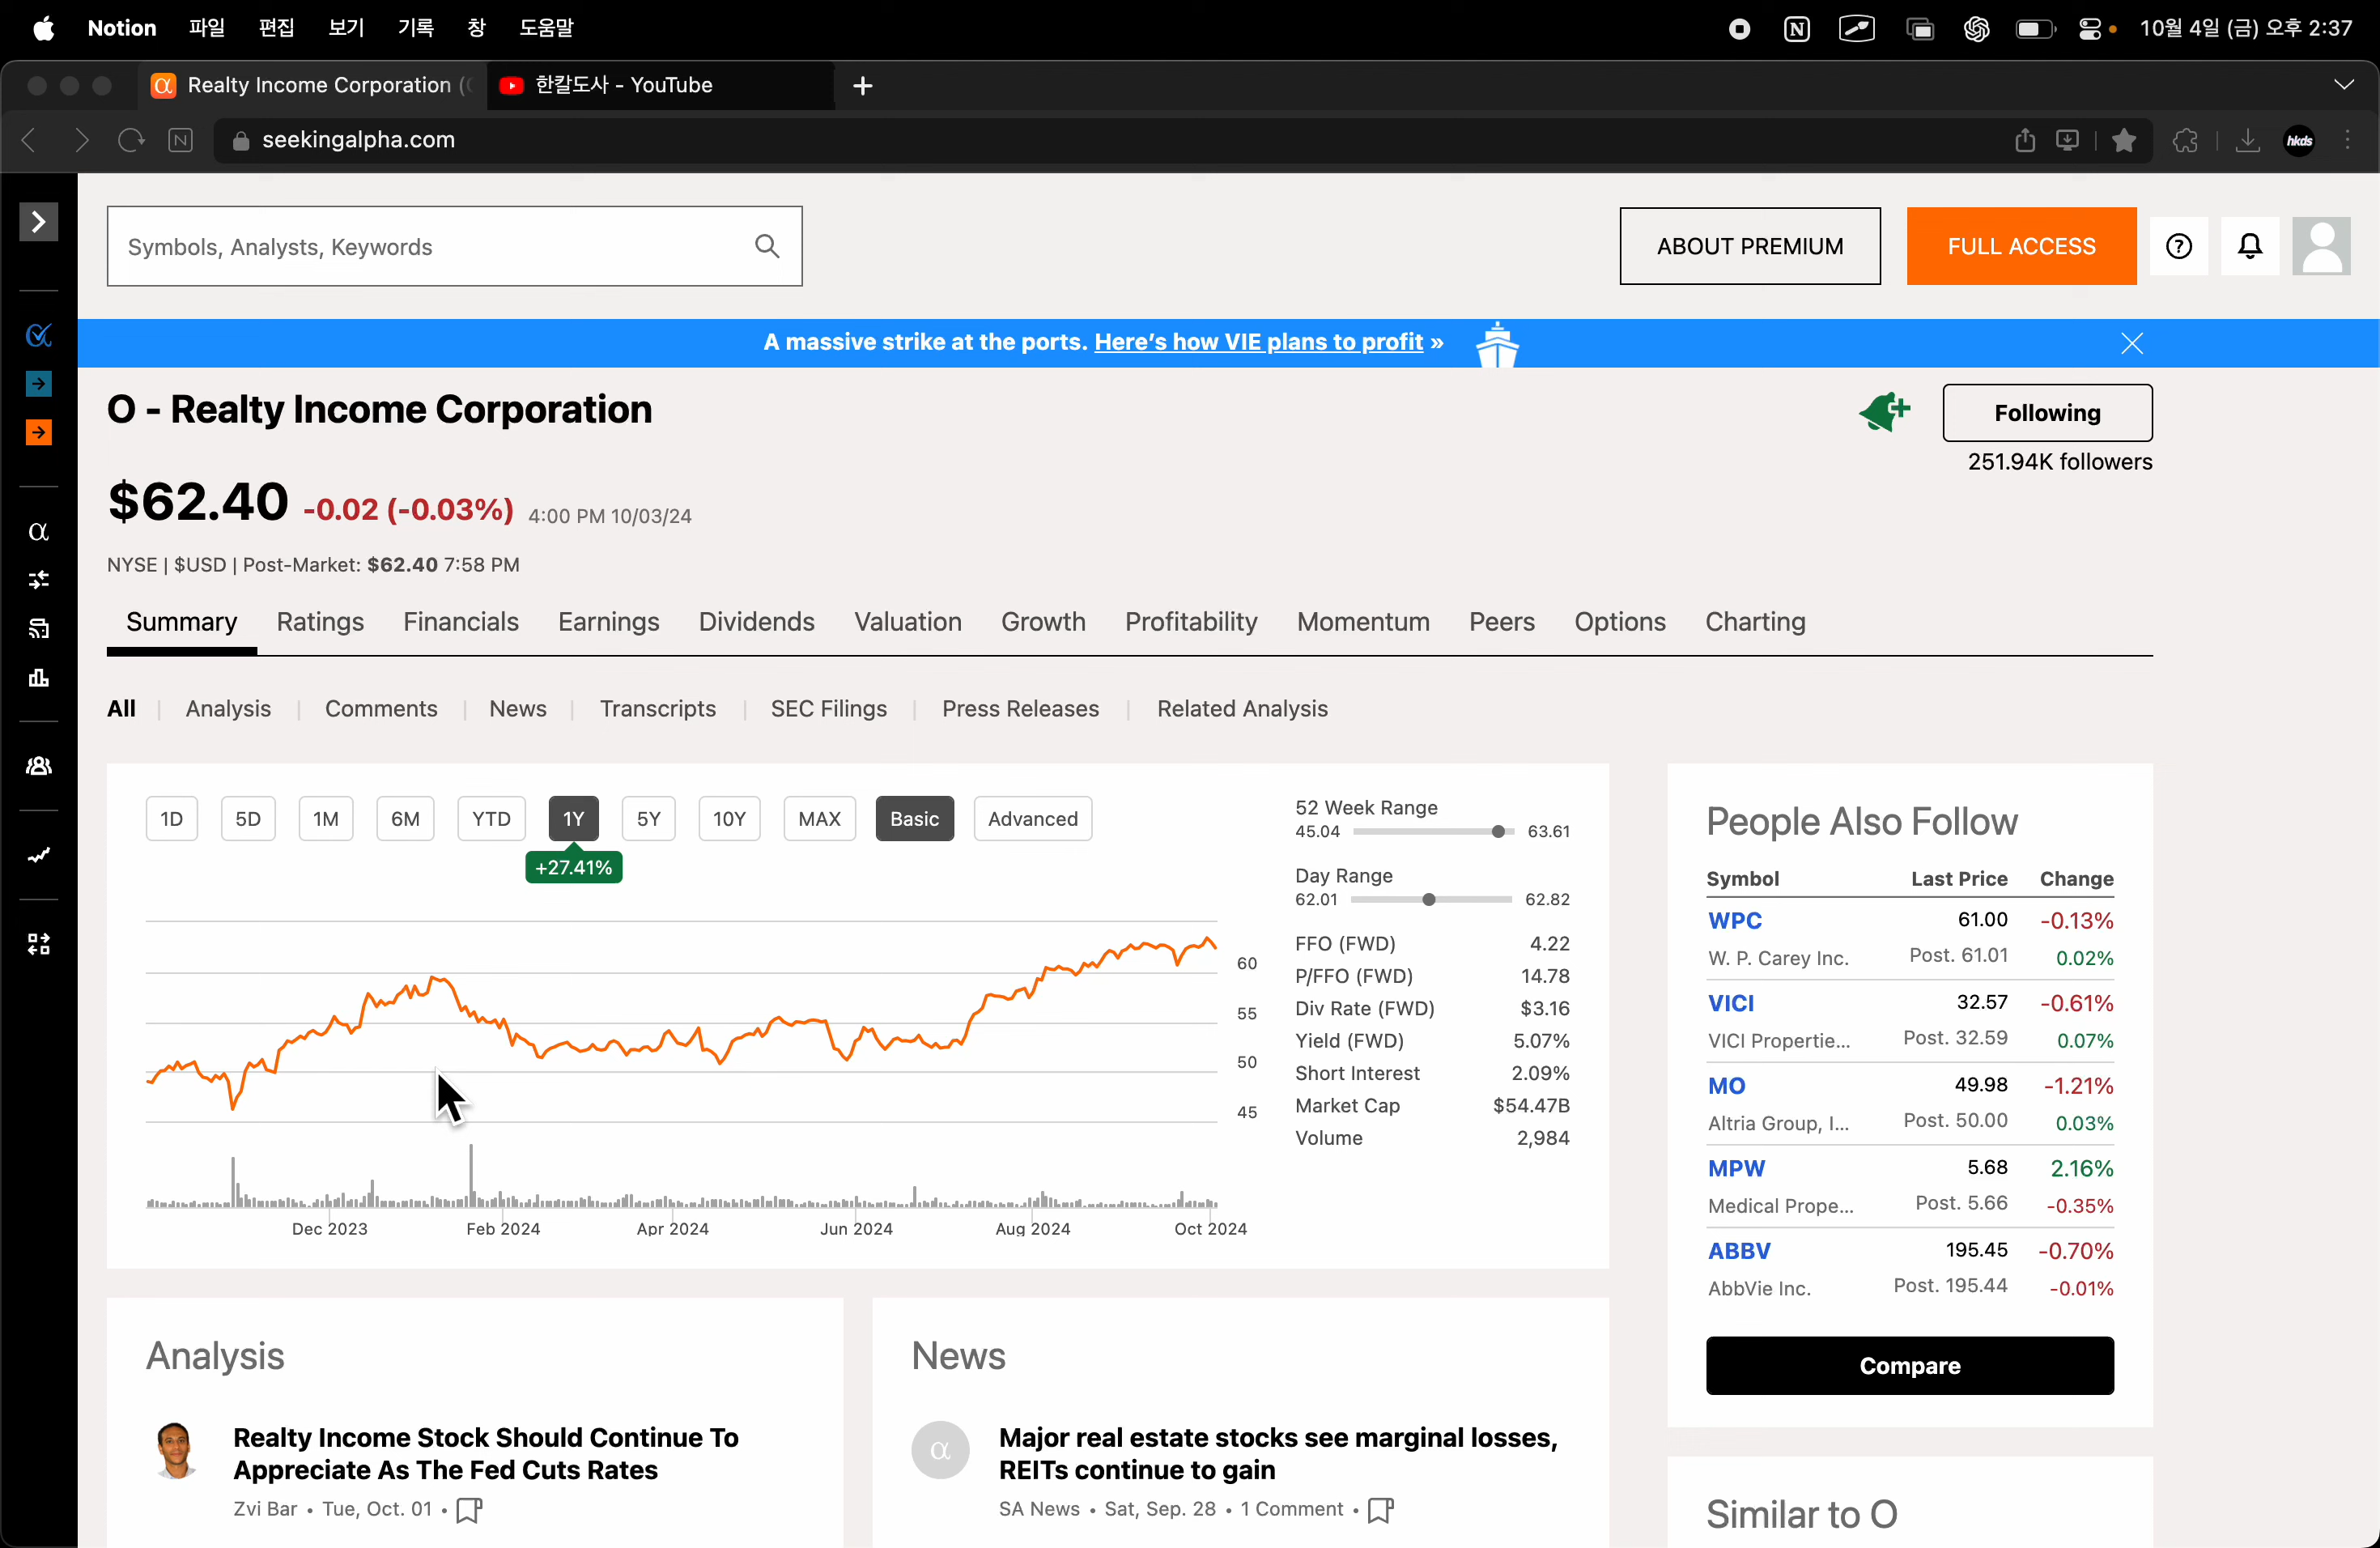 Notion 파일 편집 보기 기록 창 도움말 10월 4일 (금) 오후 2:37
Realty Income Corporation 한칼도사 - YouTube
seekingalpha.com hkds
Symbols, Analysts, Keywords ABOUT PREMIUM FULL ACCESS
A massive strike at the ports. Here's how VIE plans to profit »
O - Realty Income Corporation
Following
251.94K followers
$62.40 -0.02 (-0.03%) 4:00 PM 10/03/24
NYSE | $USD | Post-Market: $62.40 7:58 PM
Summary Ratings Financials Earnings Dividends Valuation Growth Profitability Momentum Peers Options Charting
All | Analysis | Comments | News | Transcripts | SEC Filings | Press Releases | Related Analysis
1D 5D 1M 6M YTD 1Y 5Y 10Y MAX Basic Advanced
+27.41%
60
55
50
45
Dec 2023 Feb 2024 Apr 2024 Jun 2024 Aug 2024 Oct 2024
52 Week Range
45.04 63.61
Day Range
62.01 62.82
FFO (FWD) 4.22
P/FFO (FWD) 14.78
Div Rate (FWD) $3.16
Yield (FWD) 5.07%
Short Interest 2.09%
Market Cap $54.47B
Volume 2,984
People Also Follow
Symbol Last Price Change
WPC 61.00 -0.13%
W. P. Carey Inc. Post. 61.01 0.02%
VICI 32.57 -0.61%
VICI Propertie... Post. 32.59 0.07%
MO 49.98 -1.21%
Altria Group, I... Post. 50.00 0.03%
MPW 5.68 2.16%
Medical Prope... Post. 5.66 -0.35%
ABBV 195.45 -0.70%
AbbVie Inc. Post. 195.44 -0.01%
Compare
Analysis
Realty Income Stock Should Continue To
Appreciate As The Fed Cuts Rates
Zvi Bar • Tue, Oct. 01 •
News
Major real estate stocks see marginal losses,
REITs continue to gain
SA News • Sat, Sep. 28 • 1 Comment •
Similar to O